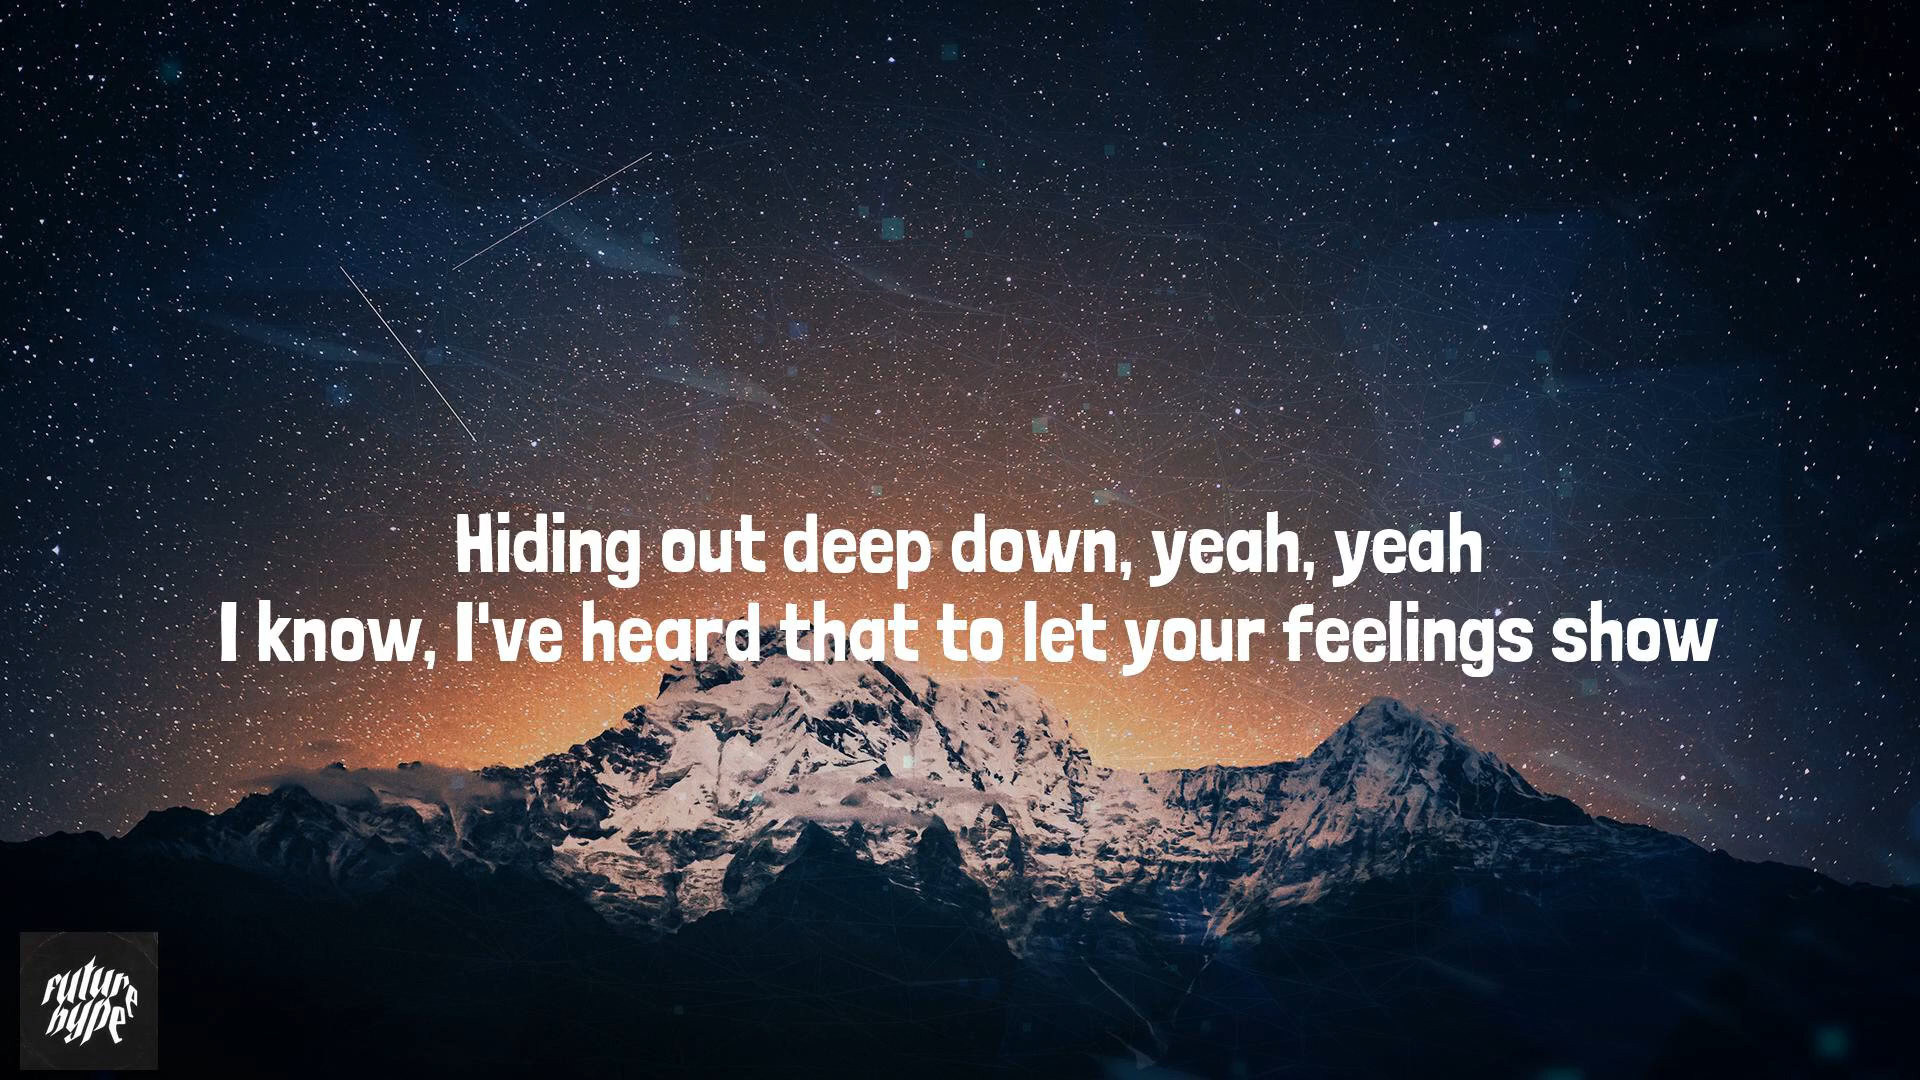 Hiding out deep down, yeah, yeah
I know, I've heard that to let your feelings show
future
hype